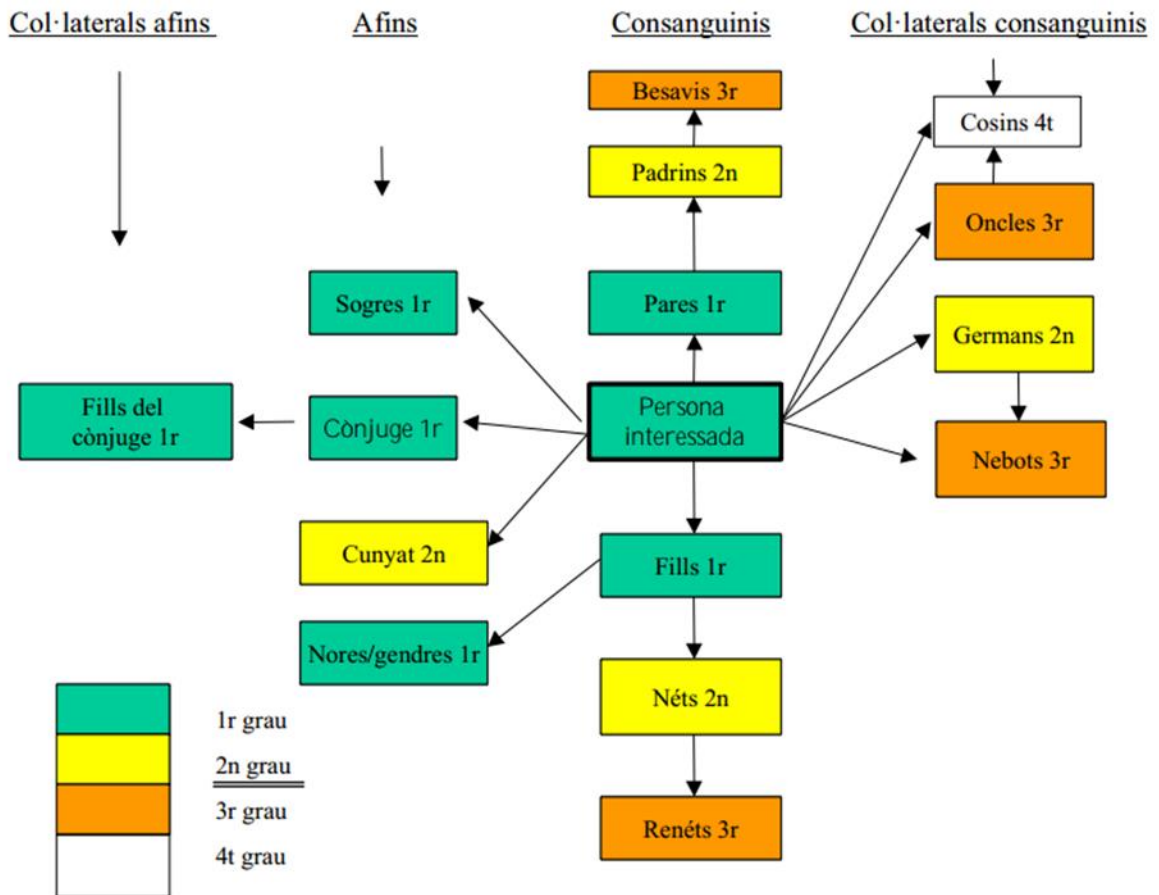 Col·laterals afins
Afins
Consanguinis
Col·laterals consanguinis
Besavis 3r
Cosins 4t
Padrins 2n
Oncles 3r
Sogres 1r
Pares 1r
Germans 2n
Fills del
cònjuge 1r
Cònjuge 1r
Persona
interessada
Nebots 3r
Cunyat 2n
Fills 1r
Nores/gendres 1r
Néts 2n
Renéts 3r
1r grau
2n grau
3r grau
4t grau